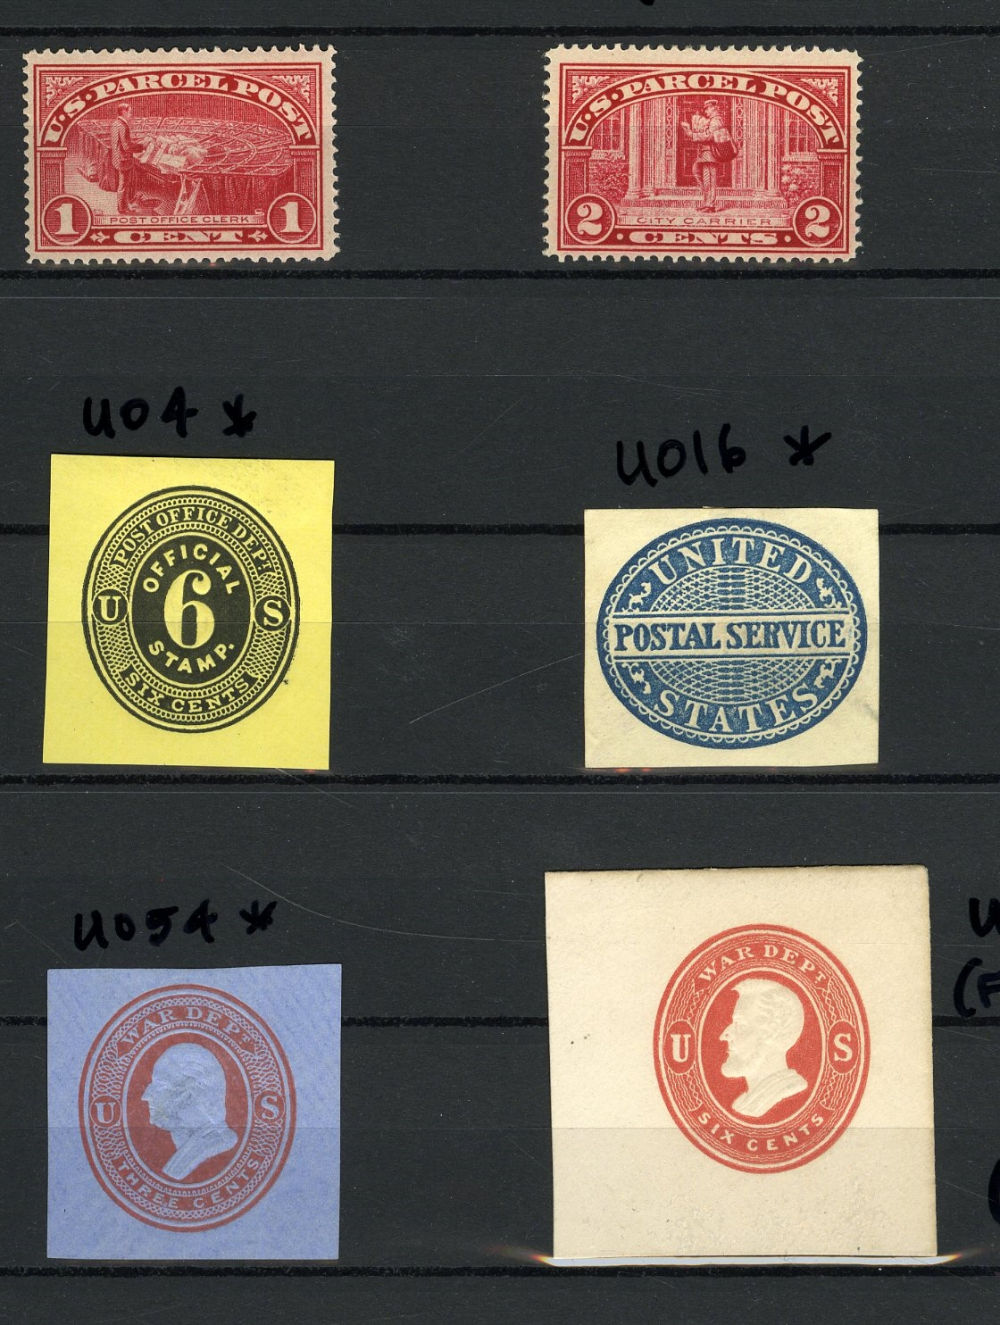 U.S. PARCEL POST
1 1
POST OFFICE CLERK
CENT
U.S. PARCEL POST
2 2
CITY CARRIER
· CENTS ·
UO4 *
POST OFFICE DEPT.
OFFICIAL
U 6 S
STAMP.
SIX CENTS
UO16 *
UNITED
POSTAL SERVICE
STATES
UO54 *
WAR DEPT.
U S
THREE CENTS
WAR DEPT.
U S
SIX CENTS
(F